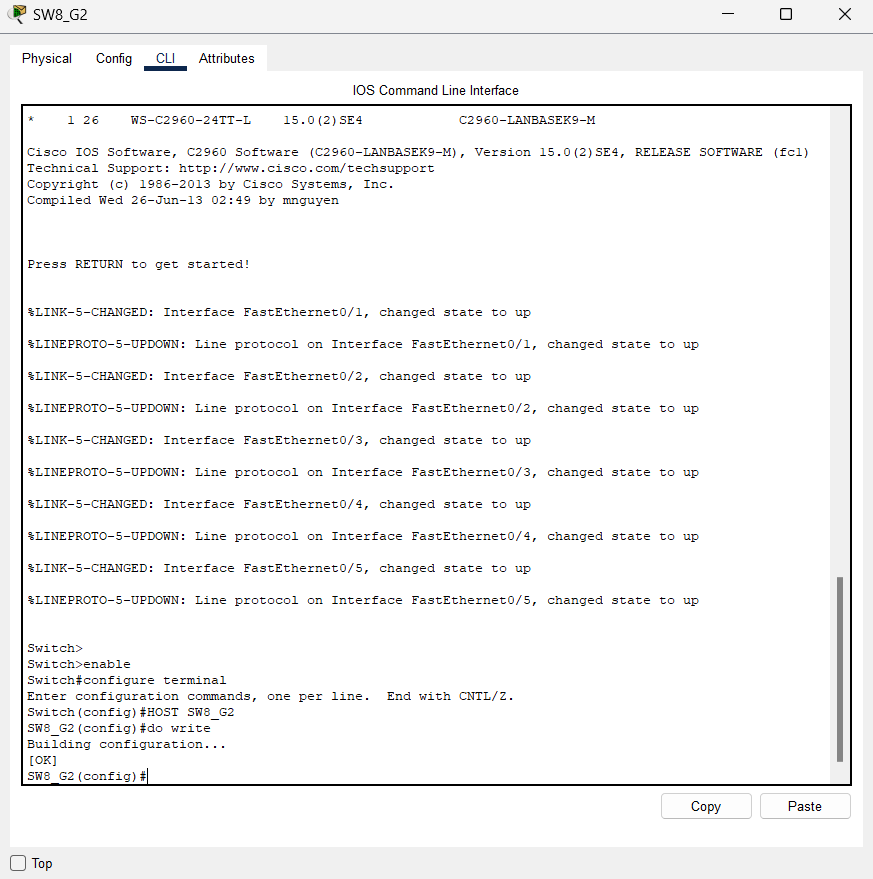 SW8_G2
Physical Config CLI Attributes
IOS Command Line Interface
* 1 26 WS-C2960-24TT-L 15.0(2)SE4 C2960-LANBASEK9-M
Cisco IOS Software, C2960 Software (C2960-LANBASEK9-M), Version 15.0(2)SE4, RELEASE SOFTWARE (fc1)
Technical Support: http://www.cisco.com/techsupport
Copyright (c) 1986-2013 by Cisco Systems, Inc.
Compiled Wed 26-Jun-13 02:49 by mnguyen
Press RETURN to get started!
%LINK-5-CHANGED: Interface FastEthernet0/1, changed state to up
%LINEPROTO-5-UPDOWN: Line protocol on Interface FastEthernet0/1, changed state to up
%LINK-5-CHANGED: Interface FastEthernet0/2, changed state to up
%LINEPROTO-5-UPDOWN: Line protocol on Interface FastEthernet0/2, changed state to up
%LINK-5-CHANGED: Interface FastEthernet0/3, changed state to up
%LINEPROTO-5-UPDOWN: Line protocol on Interface FastEthernet0/3, changed state to up
%LINK-5-CHANGED: Interface FastEthernet0/4, changed state to up
%LINEPROTO-5-UPDOWN: Line protocol on Interface FastEthernet0/4, changed state to up
%LINK-5-CHANGED: Interface FastEthernet0/5, changed state to up
%LINEPROTO-5-UPDOWN: Line protocol on Interface FastEthernet0/5, changed state to up
Switch>
Switch>enable
Switch#configure terminal
Enter configuration commands, one per line. End with CNTL/Z.
Switch(config)#HOST SW8_G2
SW8_G2(config)#do write
Building configuration...
[OK]
SW8_G2(config)#
Copy Paste
Top